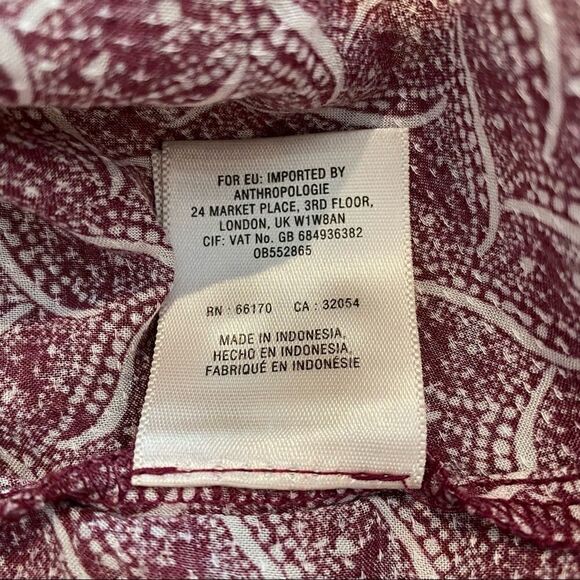 FOR EU: IMPORTED BY
ANTHROPOLOGIE
24 MARKET PLACE, 3RD FLOOR,
LONDON, UK W1W8AN
CIF: VAT No. GB 684936382
OB552865
RN : 66170 CA : 32054
MADE IN INDONESIA,
HECHO EN INDONESIA,
FABRIQUÉ EN INDONÉSIE